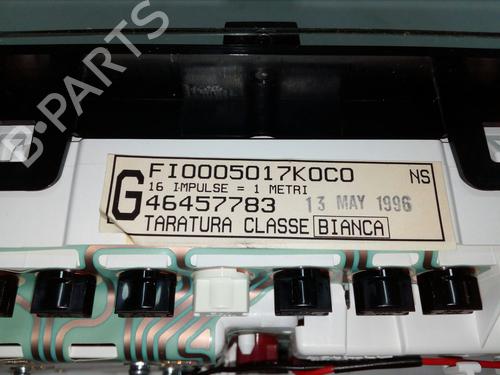 B-PARTS
FI0005017K0C0 NS
G 16 IMPULSE = 1 METRI
46457783 13 MAY 1996
TARATURA CLASSE BIANCA